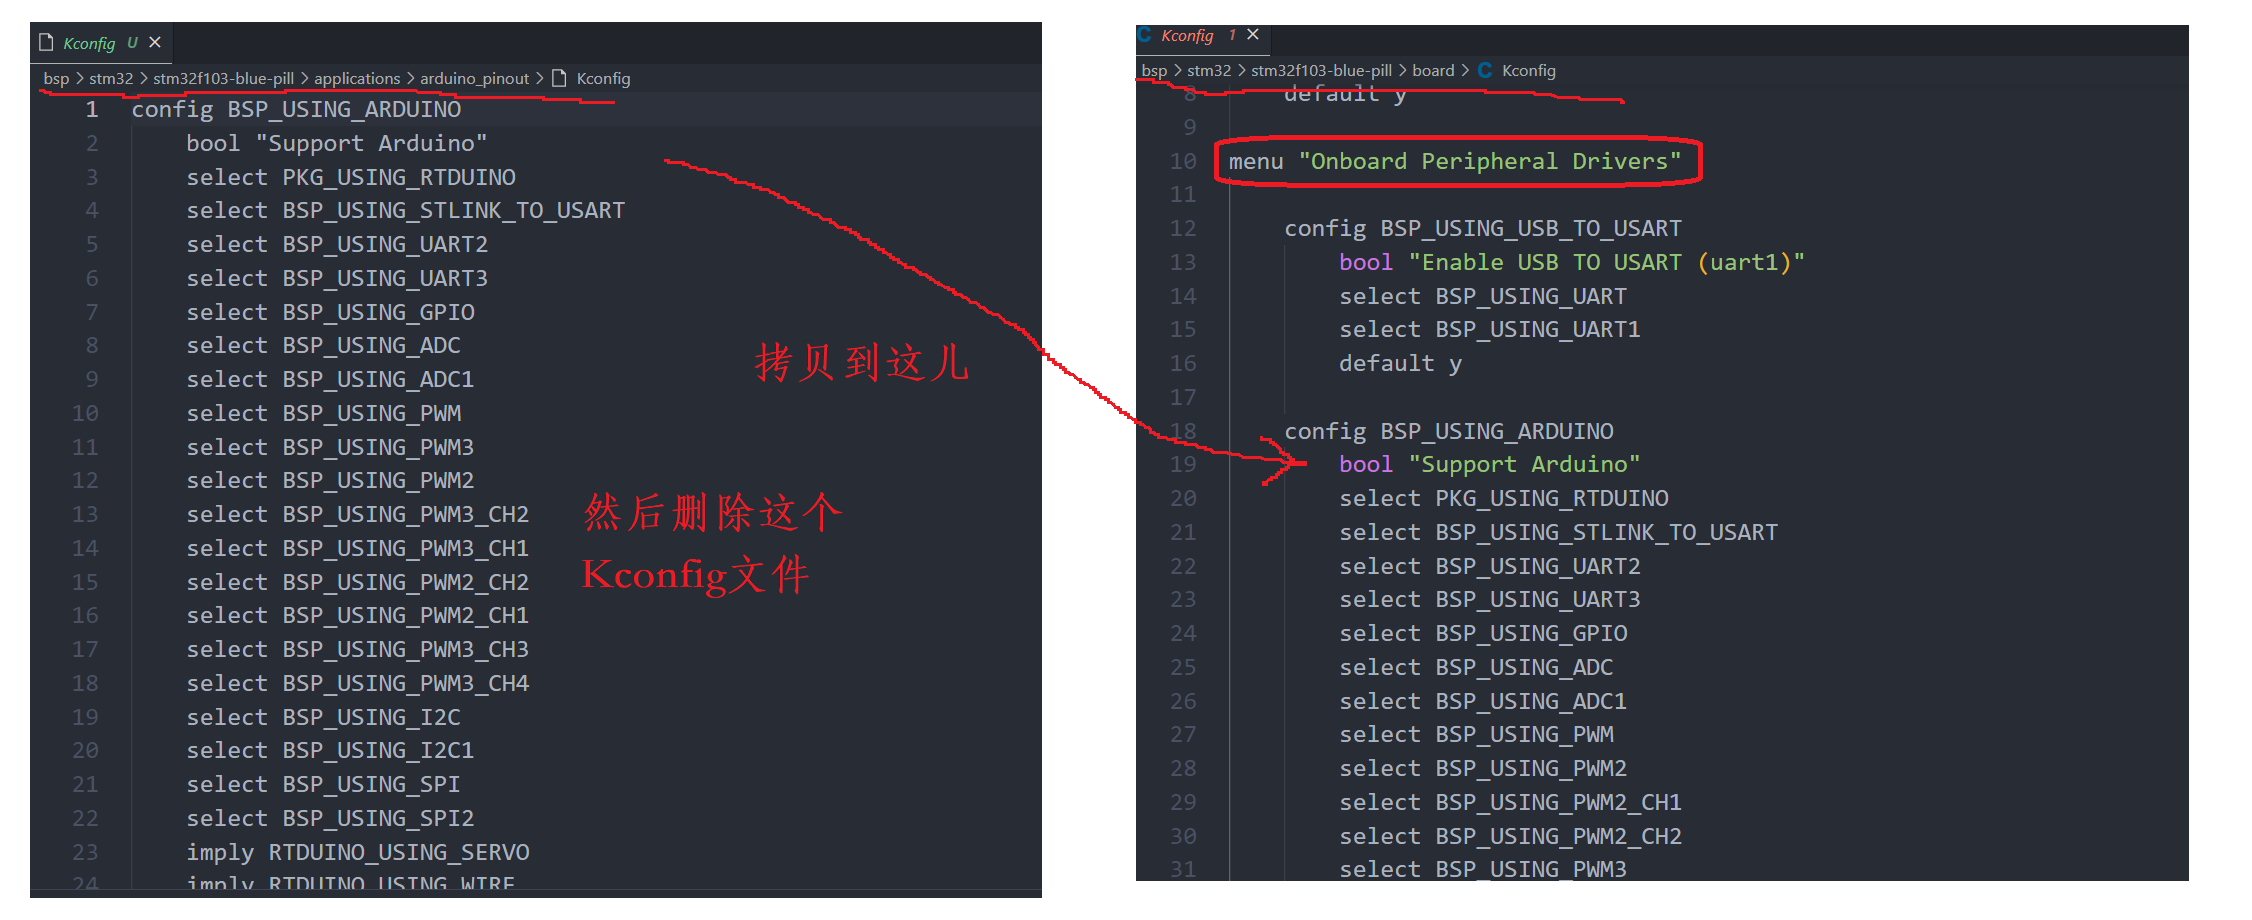 Kconfig U ×
bsp > stm32 > stm32f103-blue-pill > applications > arduino_pinout > Kconfig
1 config BSP_USING_ARDUINO
2 bool "Support Arduino"
3 select PKG_USING_RTDUINO
4 select BSP_USING_STLINK_TO_USART
5 select BSP_USING_UART2
6 select BSP_USING_UART3
7 select BSP_USING_GPIO
8 select BSP_USING_ADC
9 select BSP_USING_ADC1
10 select BSP_USING_PWM
11 select BSP_USING_PWM3
12 select BSP_USING_PWM2
13 select BSP_USING_PWM3_CH2
14 select BSP_USING_PWM3_CH1
15 select BSP_USING_PWM2_CH2
16 select BSP_USING_PWM2_CH1
17 select BSP_USING_PWM3_CH3
18 select BSP_USING_PWM3_CH4
19 select BSP_USING_I2C
20 select BSP_USING_I2C1
21 select BSP_USING_SPI
22 select BSP_USING_SPI2
23 imply RTDUINO_USING_SERVO
24 imply RTDUINO_USING_WIRE
拷贝到这儿
然后删除这个
Kconfig文件
C Kconfig 1 ×
bsp > stm32 > stm32f103-blue-pill > board > C Kconfig
8 default y
9
10 menu "Onboard Peripheral Drivers"
11
12 config BSP_USING_USB_TO_USART
13 bool "Enable USB TO USART (uart1)"
14 select BSP_USING_UART
15 select BSP_USING_UART1
16 default y
17
18 config BSP_USING_ARDUINO
19 bool "Support Arduino"
20 select PKG_USING_RTDUINO
21 select BSP_USING_STLINK_TO_USART
22 select BSP_USING_UART2
23 select BSP_USING_UART3
24 select BSP_USING_GPIO
25 select BSP_USING_ADC
26 select BSP_USING_ADC1
27 select BSP_USING_PWM
28 select BSP_USING_PWM2
29 select BSP_USING_PWM2_CH1
30 select BSP_USING_PWM2_CH2
31 select BSP_USING_PWM3